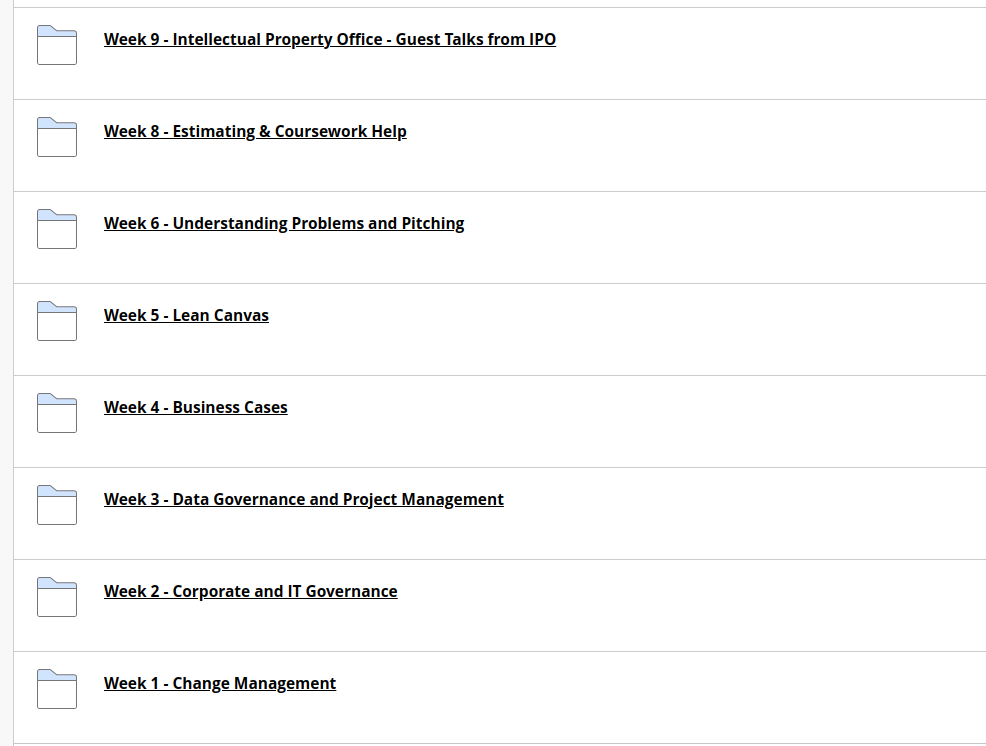 Week 9 - Intellectual Property Office - Guest Talks from IPO
Week 8 - Estimating & Coursework Help
Week 6 - Understanding Problems and Pitching
Week 5 - Lean Canvas
Week 4 - Business Cases
Week 3 - Data Governance and Project Management
Week 2 - Corporate and IT Governance
Week 1 - Change Management